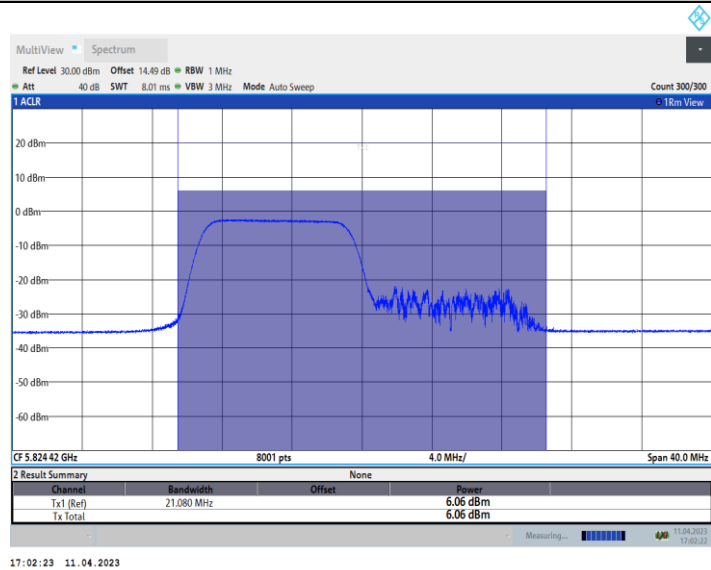 MultiView Spectrum
Ref Level 30.00 dBm Offset 14.49 dB RBW 1 MHz
Att 40 dB SWT 8.01 ms VBW 3 MHz Mode Auto Sweep Count 300/300
1 ACLR 1Rm View
20 dBm
10 dBm
0 dBm
-10 dBm
-20 dBm
-30 dBm
-40 dBm
-50 dBm
-60 dBm
CF 5.824 42 GHz 8001 pts 4.0 MHz/ Span 40.0 MHz
2 Result Summary None
Channel Bandwidth Offset Power
Tx1 (Ref) 21.080 MHz 6.06 dBm
Tx Total 6.06 dBm
Measuring... 11.04.2023
17:02:22
17:02:23 11.04.2023